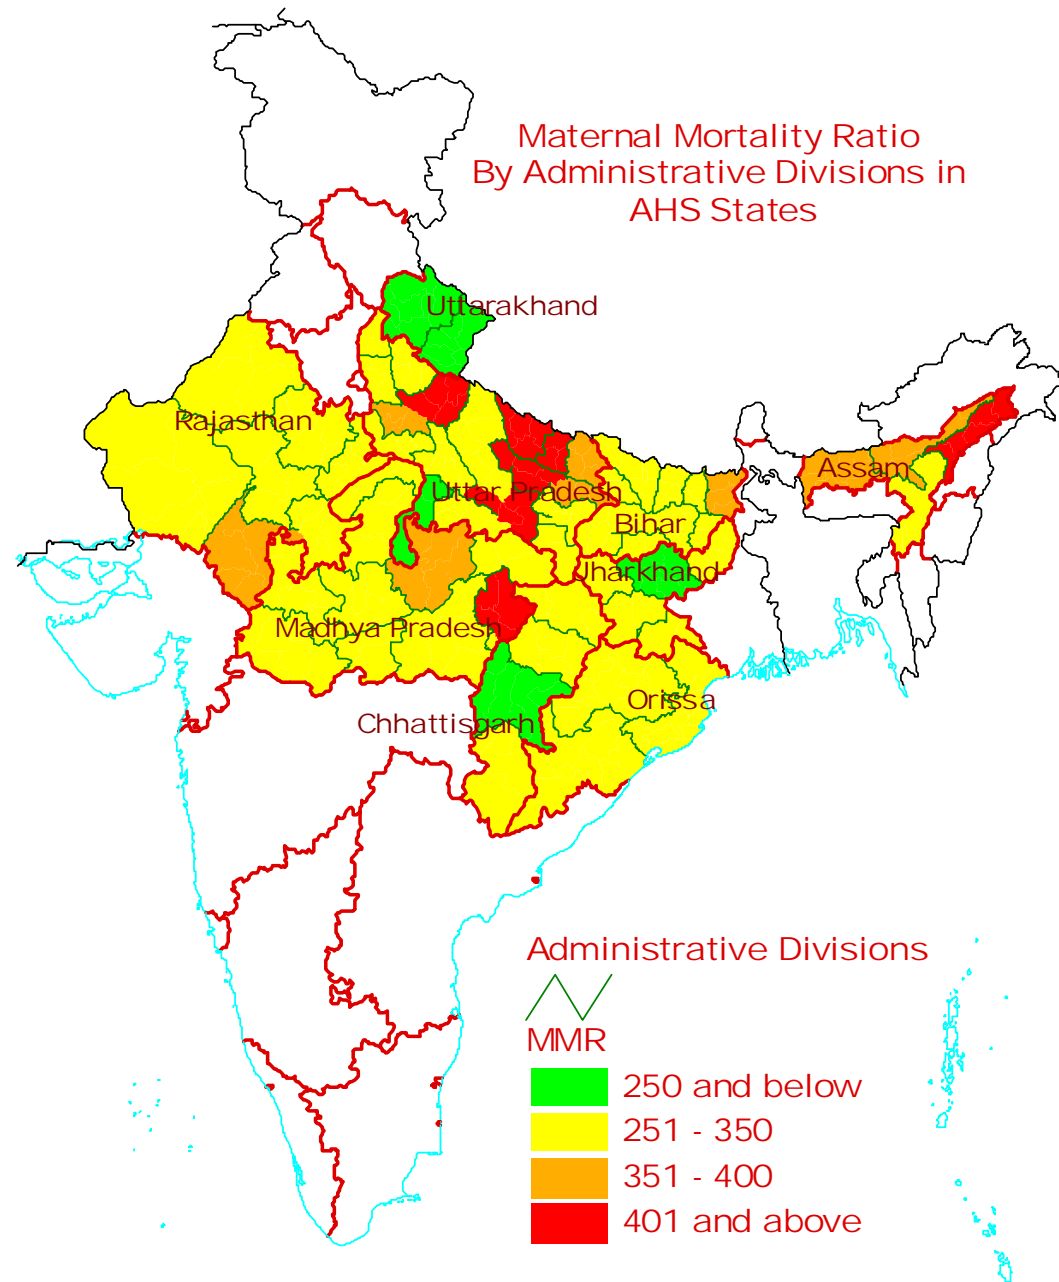 Maternal Mortality Ratio
By Administrative Divisions in
AHS States
Uttarakhand
Rajasthan
Assam
Uttar Pradesh
Bihar
Jharkhand
Madhya Pradesh
Orissa
Chhattisgarh
Administrative Divisions
MMR
250 and below
251 - 350
351 - 400
401 and above